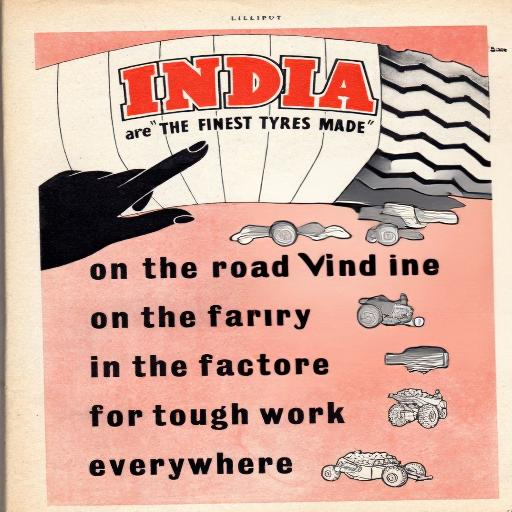 LILLIPUT
INDIA
are "THE FINEST TYRES MADE"
on the road Vind ine
on the farıry
in the factore
for tough work
everywhere